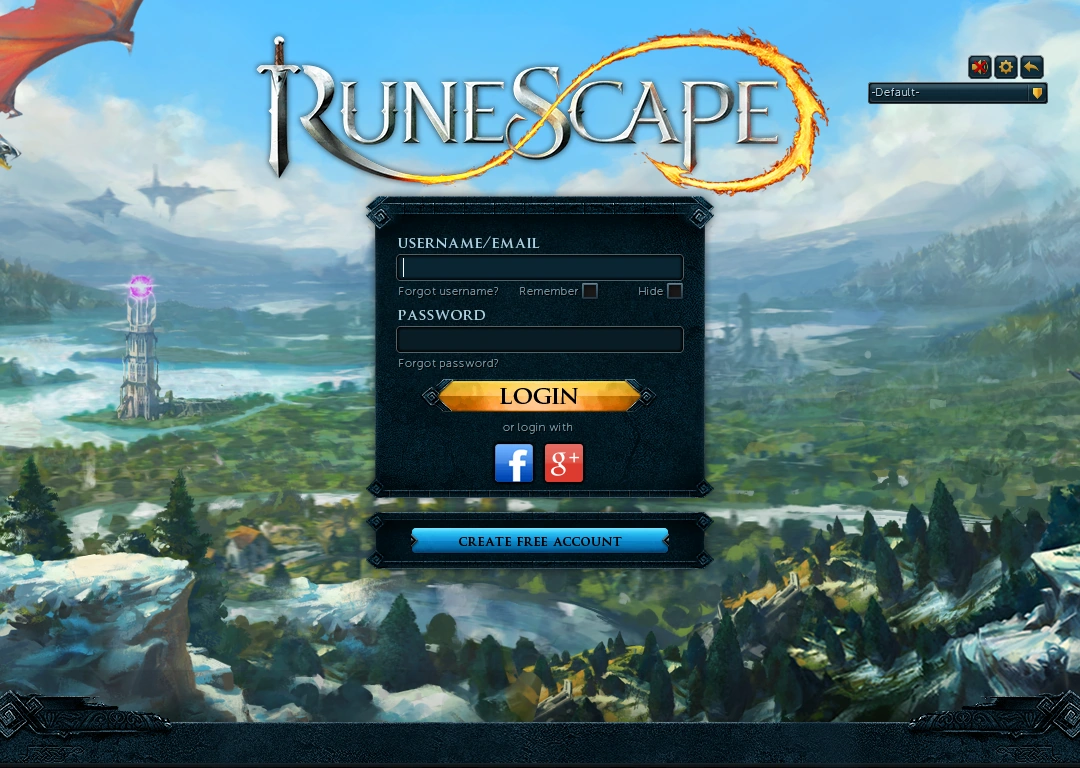 RUNESCAPE
-Default-
USERNAME/EMAIL
Forgot username? Remember Hide
PASSWORD
Forgot password?
LOGIN
or login with
f g+
CREATE FREE ACCOUNT